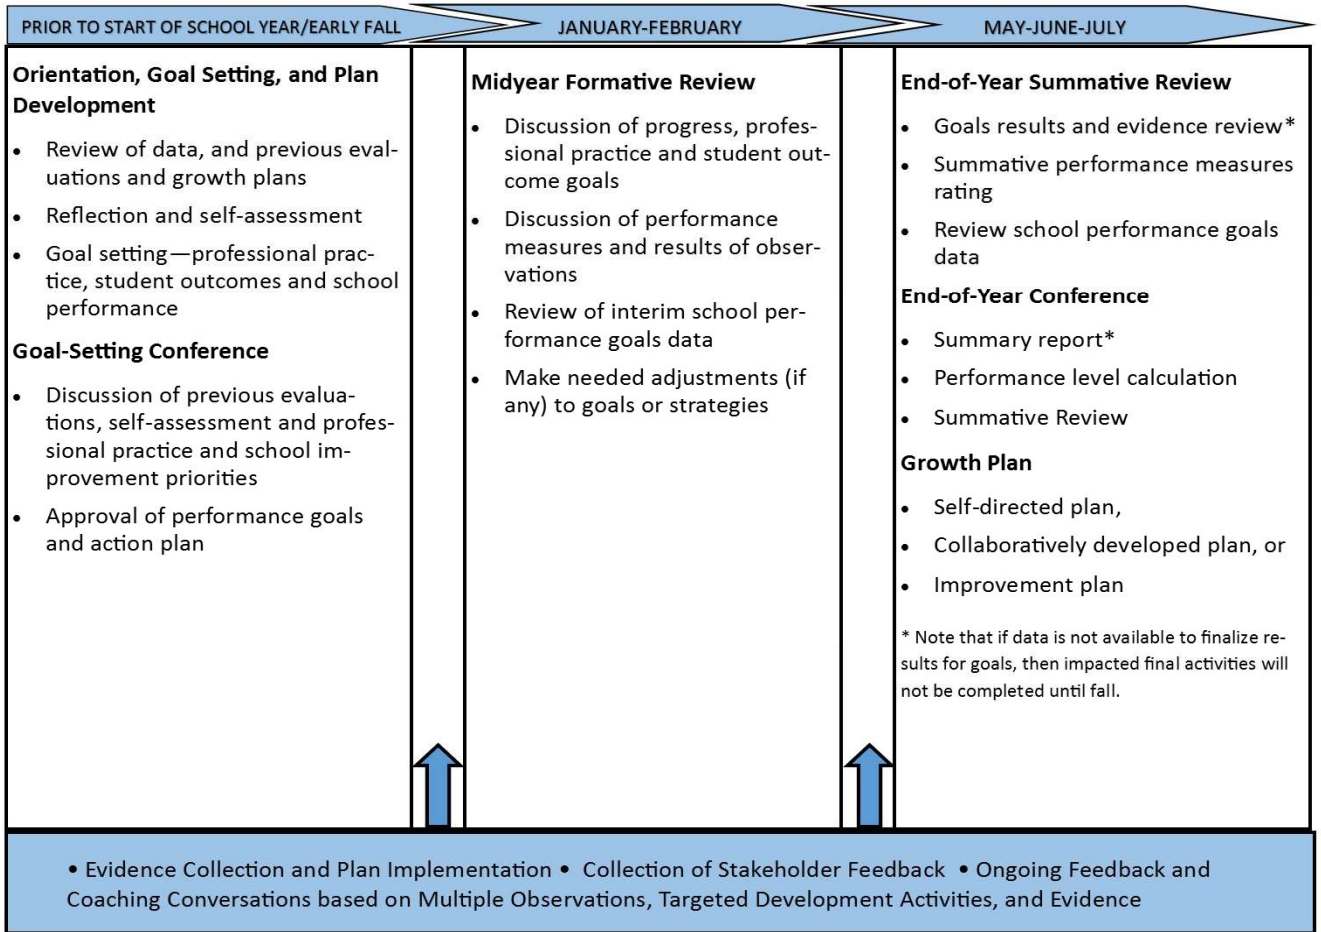 PRIOR TO START OF SCHOOL YEAR/EARLY FALL
JANUARY-FEBRUARY
MAY-JUNE-JULY
Orientation, Goal Setting, and Plan
Development
• Review of data, and previous eval-
uations and growth plans
• Reflection and self-assessment
• Goal setting—professional prac-
tice, student outcomes and school
performance
Goal-Setting Conference
• Discussion of previous evalua-
tions, self-assessment and profes-
sional practice and school im-
provement priorities
• Approval of performance goals
and action plan
Midyear Formative Review
• Discussion of progress, profes-
sional practice and student out-
come goals
• Discussion of performance
measures and results of obser-
vations
• Review of interim school per-
formance goals data
• Make needed adjustments (if
any) to goals or strategies
End-of-Year Summative Review
• Goals results and evidence review*
• Summative performance measures
rating
• Review school performance goals
data
End-of-Year Conference
• Summary report*
• Performance level calculation
• Summative Review
Growth Plan
• Self-directed plan,
• Collaboratively developed plan, or
• Improvement plan
* Note that if data is not available to finalize re-
sults for goals, then impacted final activities will
not be completed until fall.
• Evidence Collection and Plan Implementation • Collection of Stakeholder Feedback • Ongoing Feedback and
Coaching Conversations based on Multiple Observations, Targeted Development Activities, and Evidence